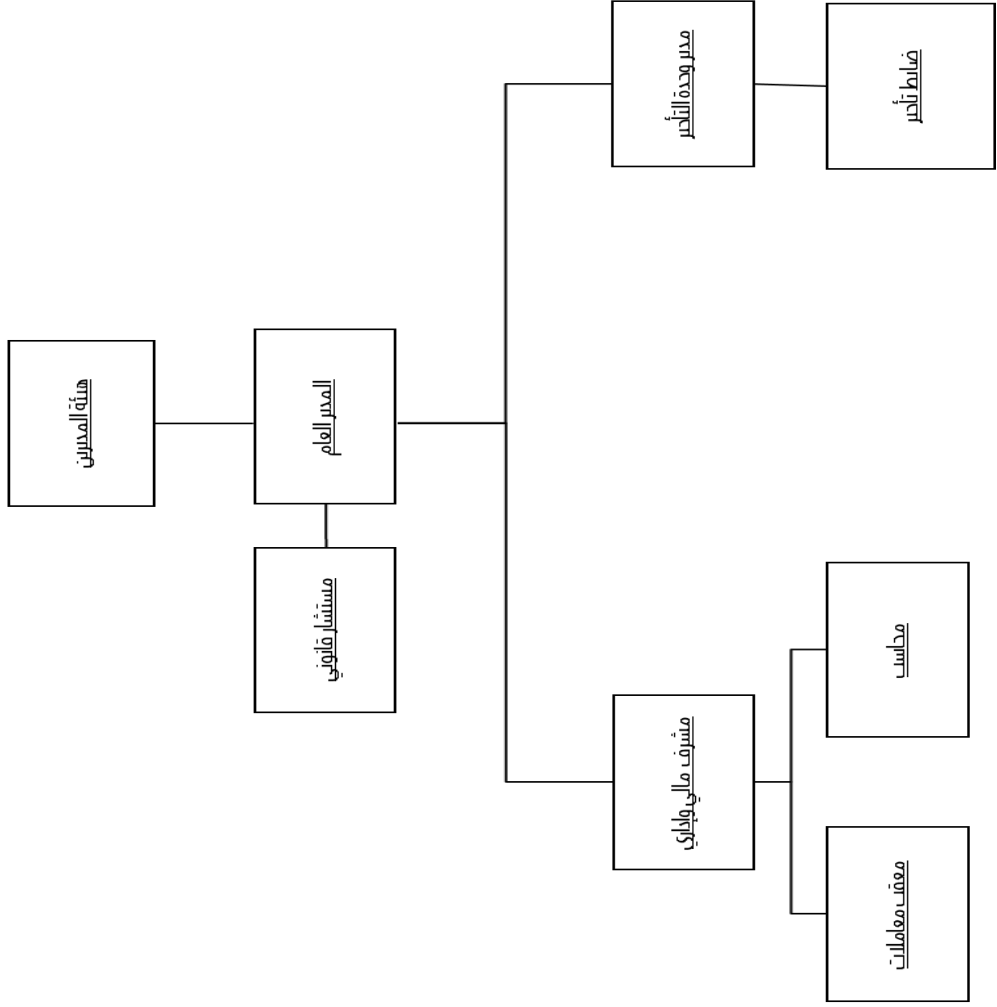 هيئة المديرين
المدير العام
مستشار قانوني
مدير وحدة التأجير
ضابط تأجير
مشرف مالي وإداري
محاسب
معقب معاملات